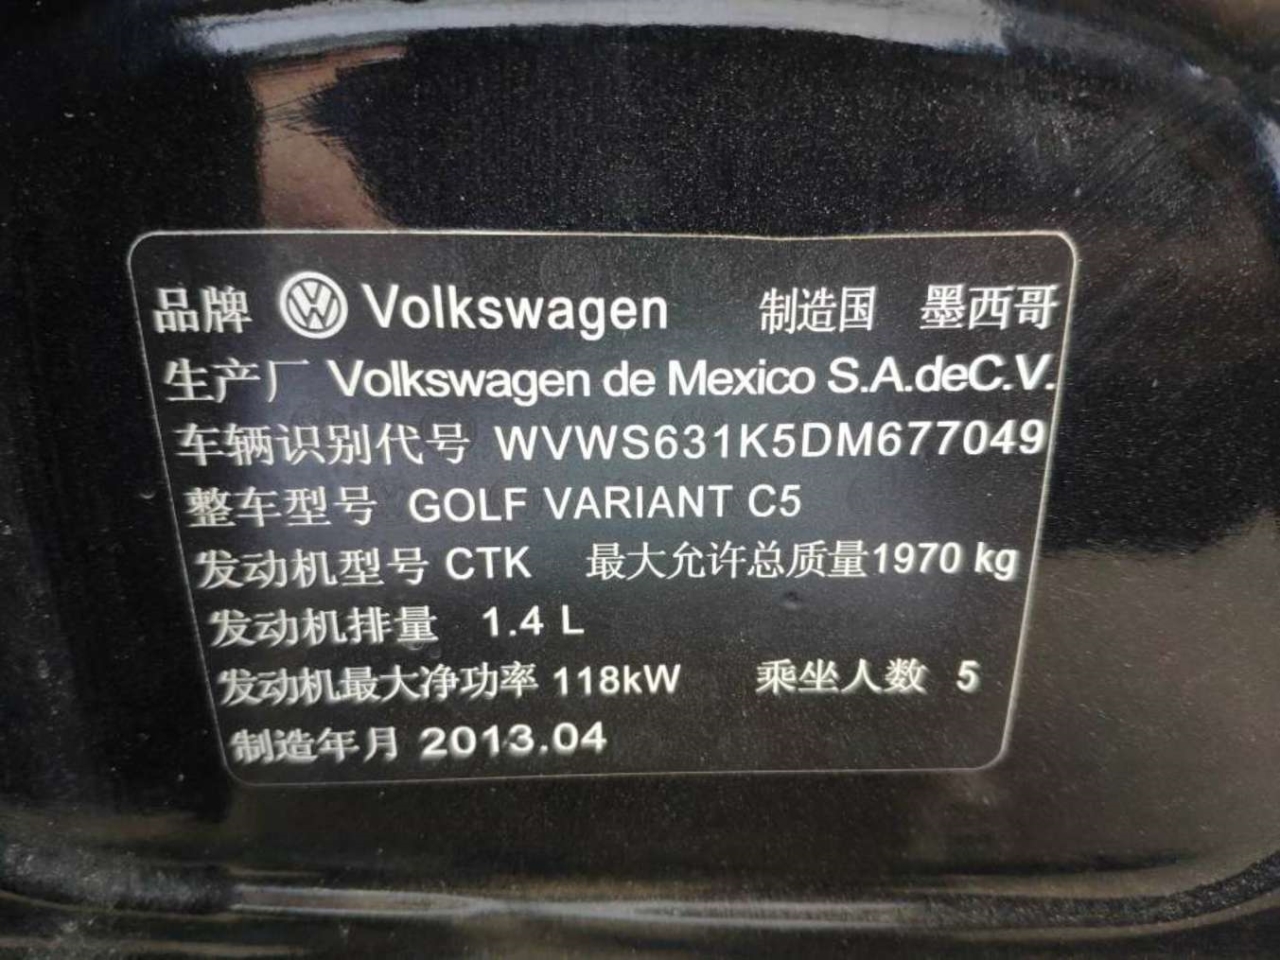 品牌 Volkswagen 制造国 墨西哥
生产厂 Volkswagen de Mexico S.A.deC.V.
车辆识别代号 WVWS631K5DM677049
整车型号 GOLF VARIANT C5
发动机型号 CTK 最大允许总质量1970 kg
发动机排量 1.4 L
发动机最大净功率 118kW 乘坐人数 5
制造年月 2013.04